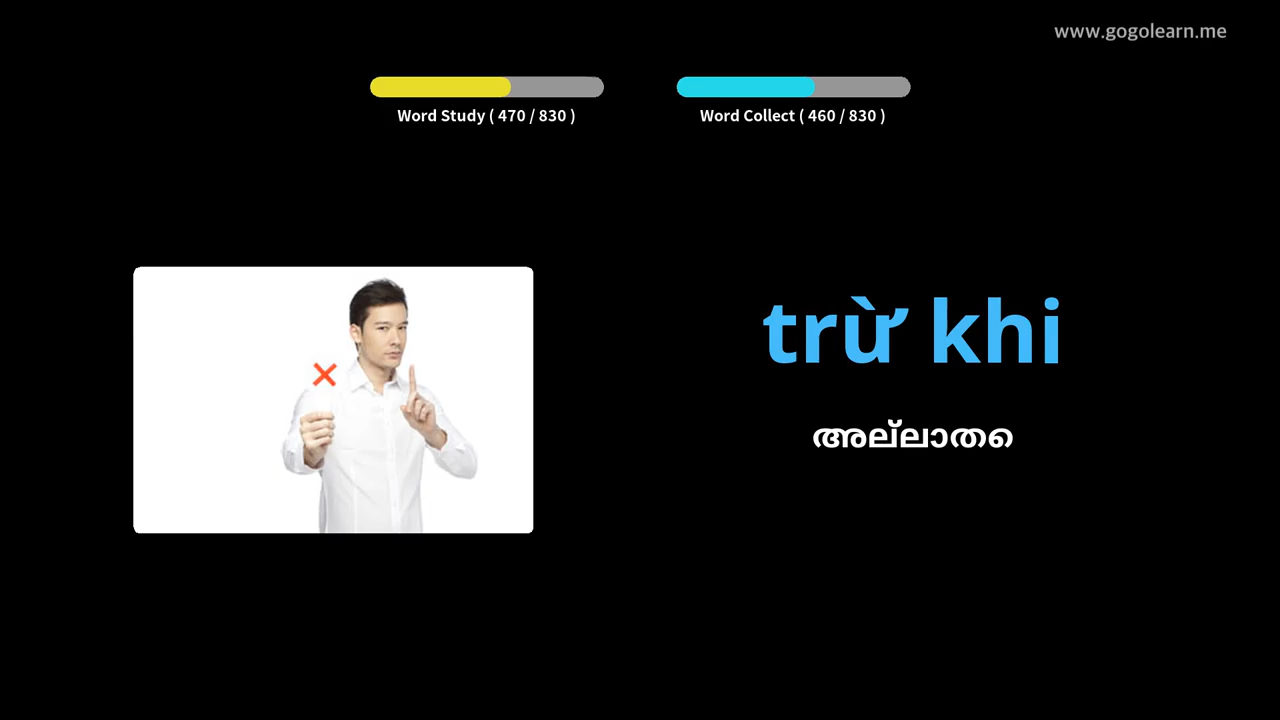 www.gogolearn.me
Word Study ( 470 / 830 )
Word Collect ( 460 / 830 )
trừ khi
അല്ലാതെ